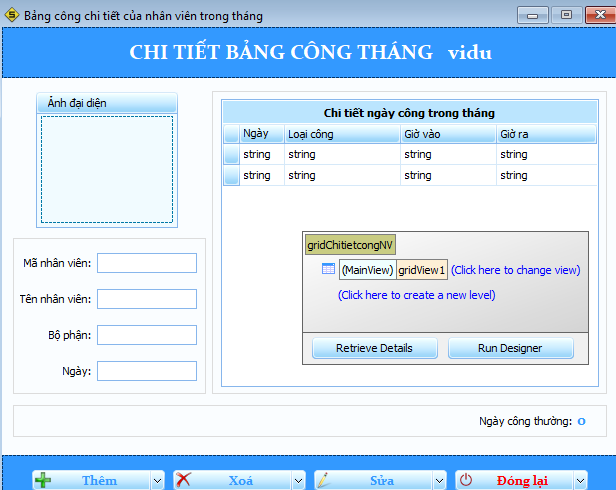 Bảng công chi tiết của nhân viên trong tháng
CHI TIẾT BẢNG CÔNG THÁNG vidu
Ảnh đại diện
Mã nhân viên:
Tên nhân viên:
Bộ phận:
Ngày:
Chi tiết ngày công trong tháng
Ngày Loại công Giờ vào Giờ ra
string string string string
string string string string
gridChitietcongNV
(MainView) gridView1 (Click here to change view)
(Click here to create a new level)
Retrieve Details Run Designer
Ngày công thường: 0
Thêm Xoá Sửa Đóng lại